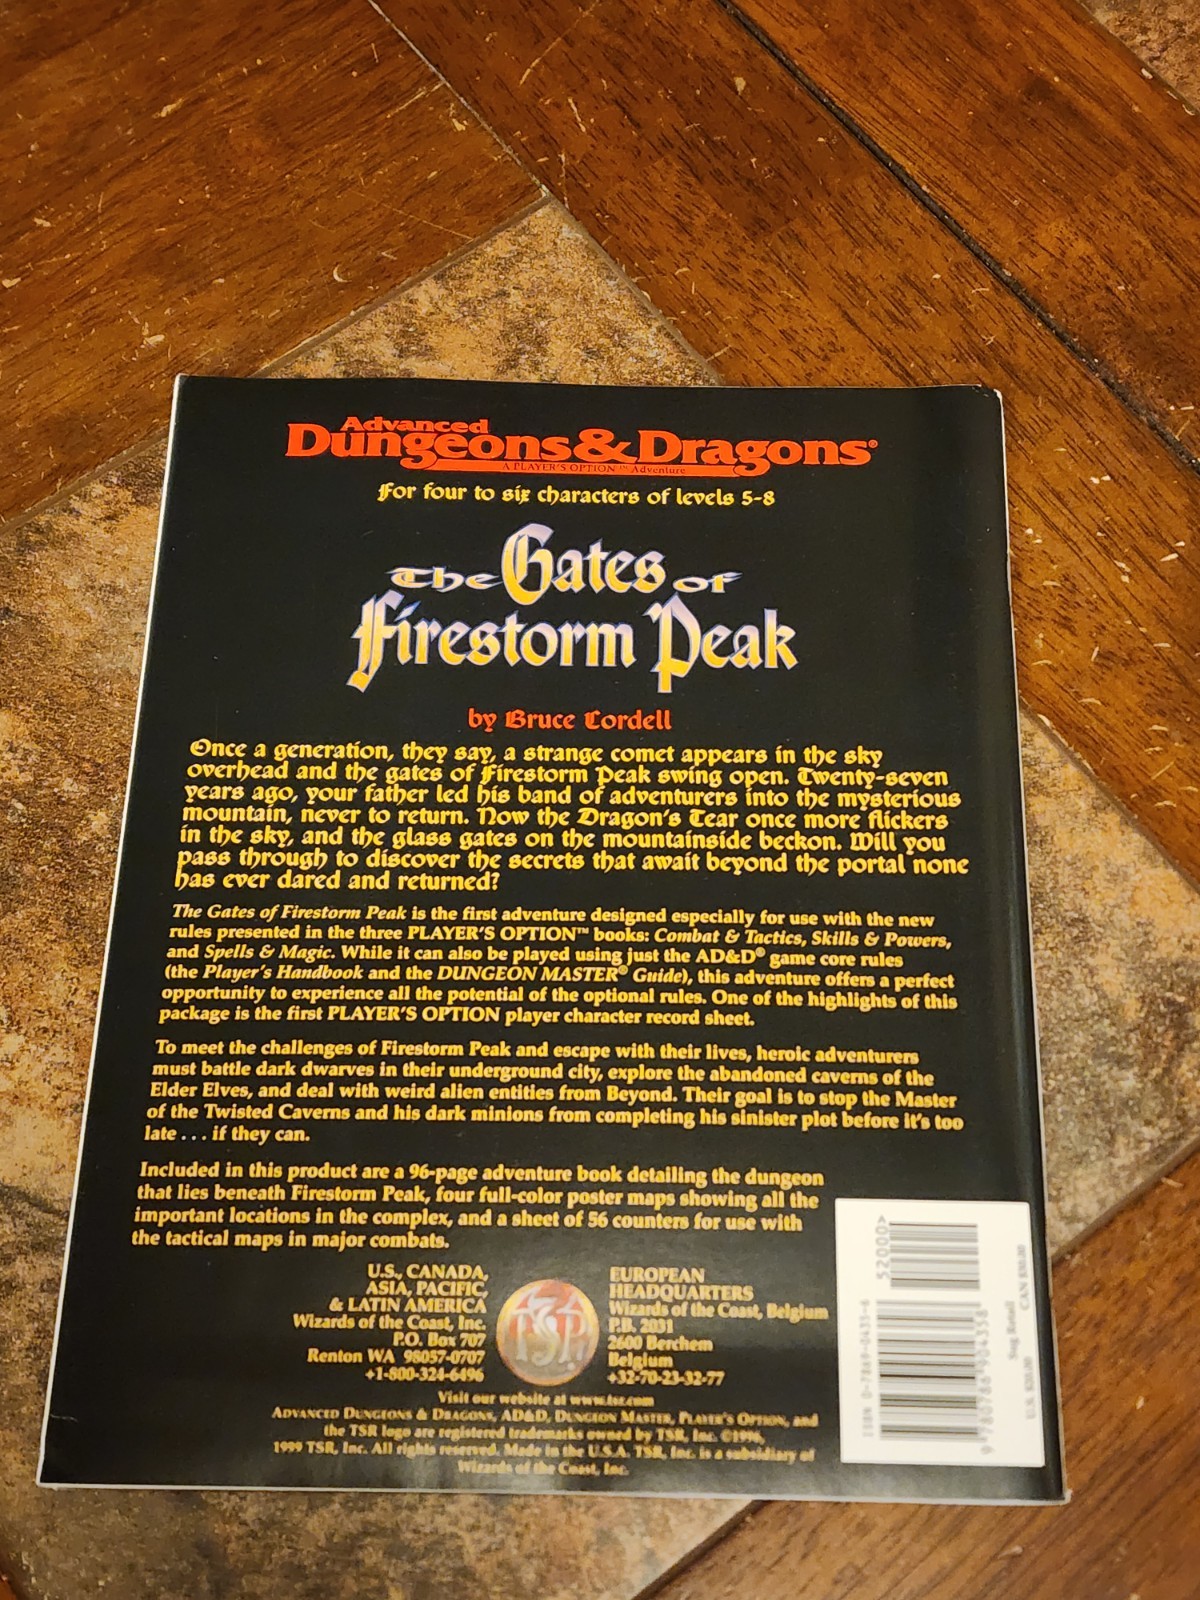 Advanced
Dungeons & Dragons®
A PLAYER'S OPTION™ Adventure
For four to six characters of levels 5-8
The Gates of
Firestorm Peak
by Bruce Cordell
Once a generation, they say, a strange comet appears in the sky
overhead and the gates of Firestorm Peak swing open. Twenty-seven
years ago, your father led his band of adventurers into the mysterious
mountain, never to return. Now the Dragon's Tear once more flickers
in the sky, and the glass gates on the mountainside beckon. Will you
pass through to discover the secrets that await beyond the portal none
has ever dared and returned?
The Gates of Firestorm Peak is the first adventure designed especially for use with the new
rules presented in the three PLAYER'S OPTION™ books: Combat & Tactics, Skills & Powers,
and Spells & Magic. While it can also be played using just the AD&D® game core rules
(the Player's Handbook and the DUNGEON MASTER® Guide), this adventure offers a perfect
opportunity to experience all the potential of the optional rules. One of the highlights of this
package is the first PLAYER'S OPTION player character record sheet.
To meet the challenges of Firestorm Peak and escape with their lives, heroic adventurers
must battle dark dwarves in their underground city, explore the abandoned caverns of the
Elder Elves, and deal with weird alien entities from Beyond. Their goal is to stop the Master
of the Twisted Caverns and his dark minions from completing his sinister plot before it's too
late . . . if they can.
Included in this product are a 96-page adventure book detailing the dungeon
that lies beneath Firestorm Peak, four full-color poster maps showing all the
important locations in the complex, and a sheet of 56 counters for use with
the tactical maps in major combats.
U.S., CANADA,
ASIA, PACIFIC,
& LATIN AMERICA
Wizards of the Coast, Inc.
P.O. Box 707
Renton WA 98057-0707
+1-800-324-6496
TSR
EUROPEAN
HEADQUARTERS
Wizards of the Coast, Belgium
P.B. 2031
2600 Berchem
Belgium
+32-70-23-32-77
Visit our website at www.tsr.com
ADVANCED DUNGEONS & DRAGONS, AD&D, DUNGEON MASTER, PLAYER'S OPTION, and
the TSR logo are registered trademarks owned by TSR, Inc. ©1996,
1999 TSR, Inc. All rights reserved. Made in the U.S.A. TSR, Inc. is a subsidiary of
Wizards of the Coast, Inc.
52000>
ISBN 0-7869-0435-8
9 780786 904358
Sug. Retail
U.S. $20.00 CAN $30.00